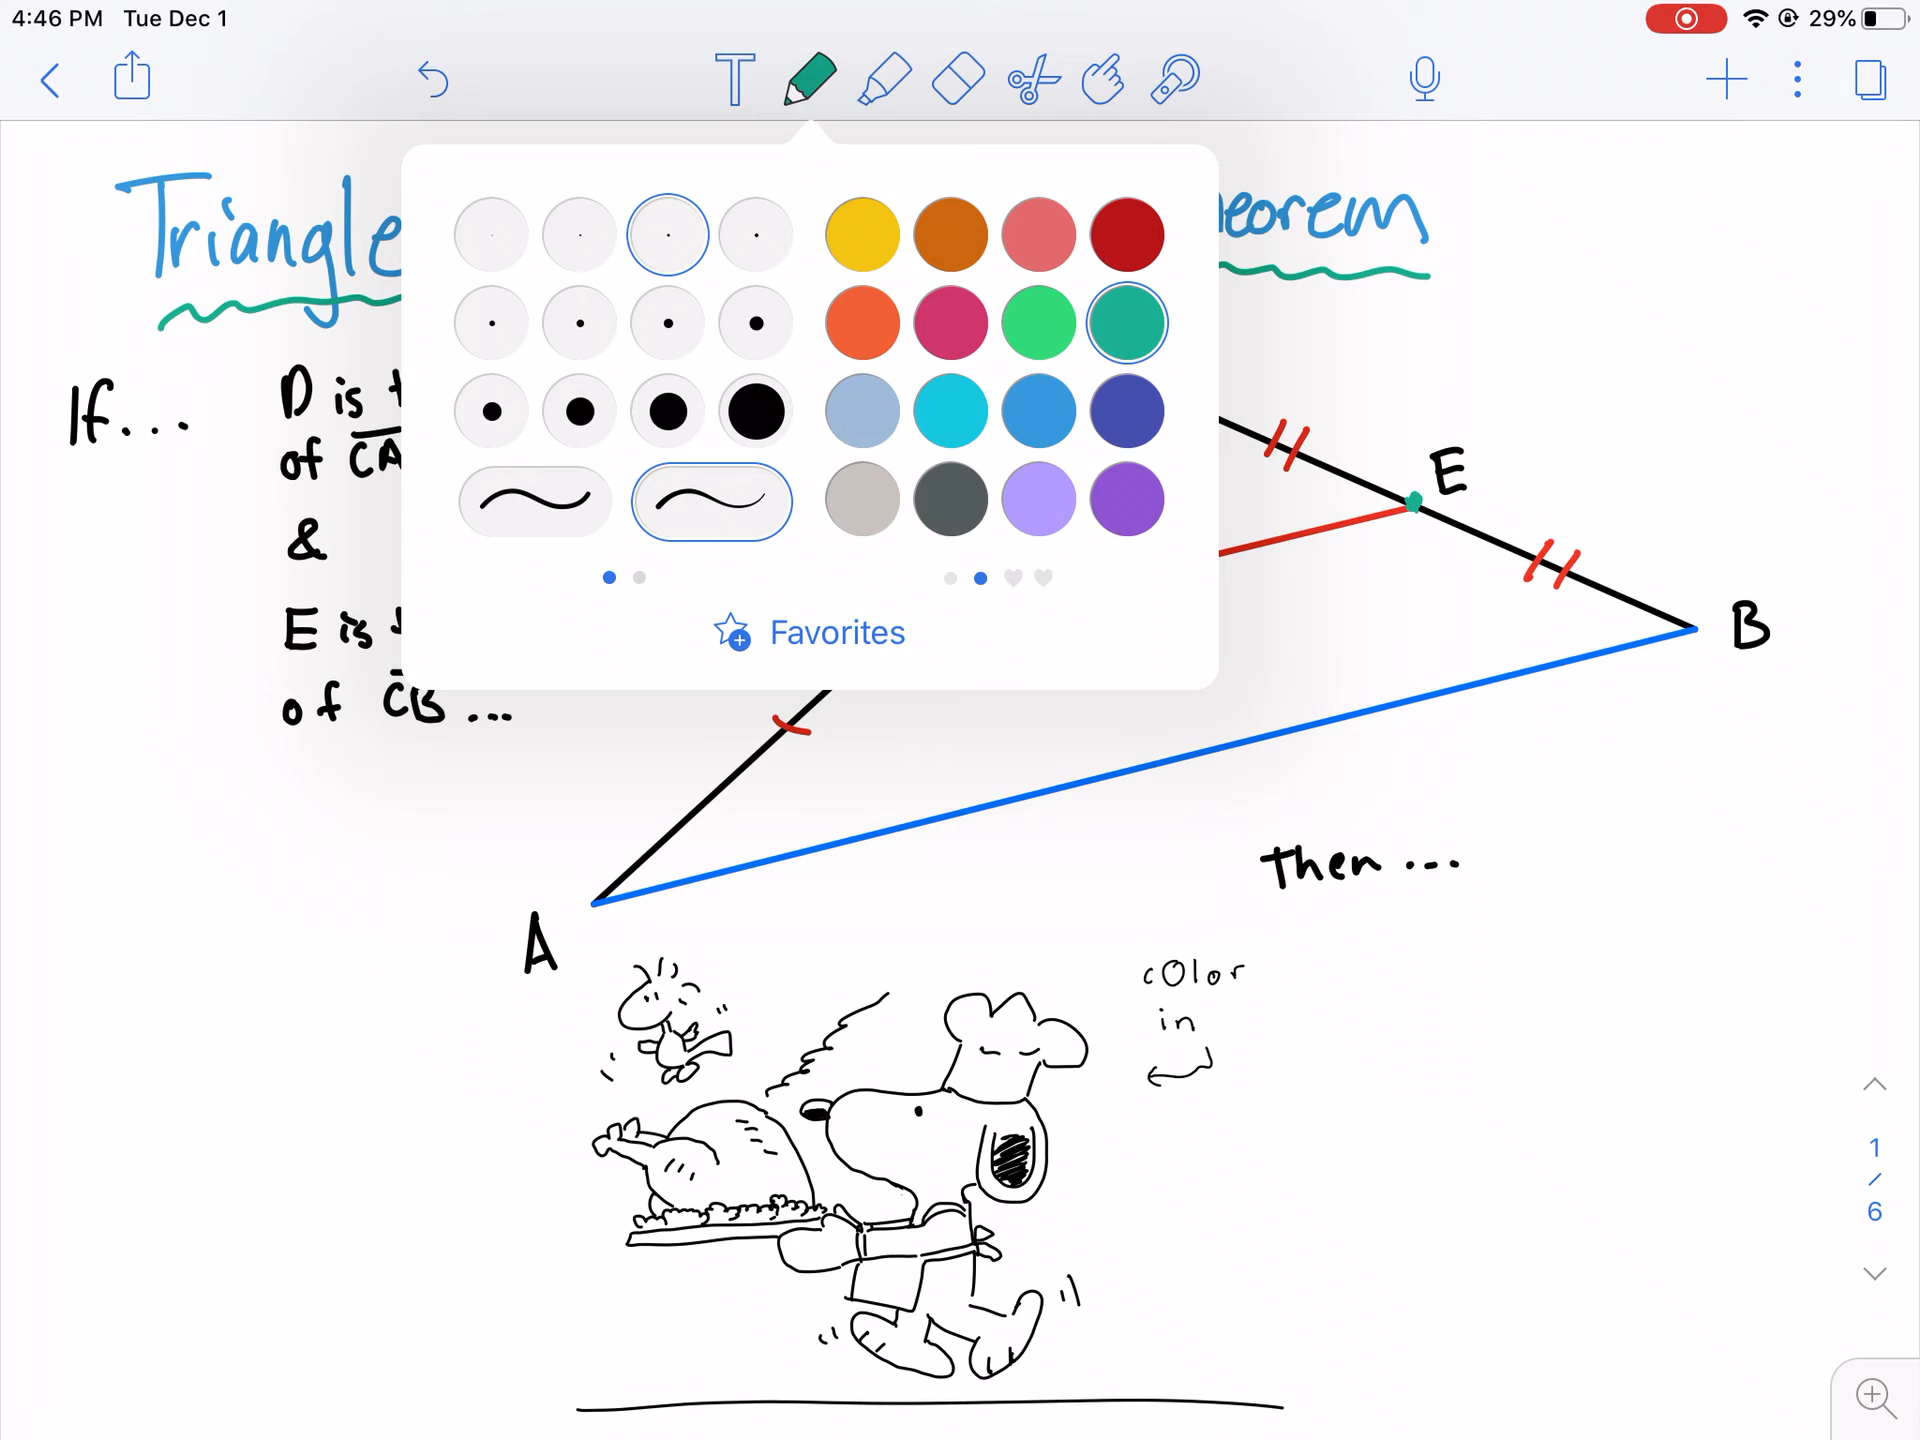 4:46 PM Tue Dec 1
29%
T
Triangle eorem
If...
D is
of CA
&
E is
of CB ...
E
B
A
Then ...
color
in
1
/
6
Favorites